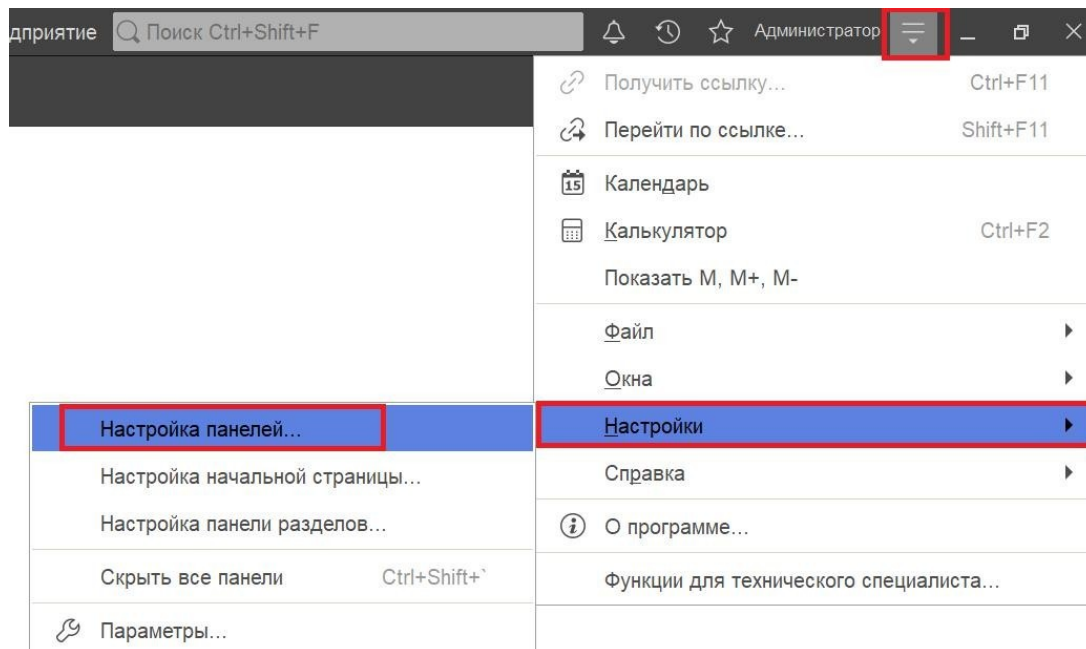 дприятие Поиск Ctrl+Shift+F Администратор
Получить ссылку... Ctrl+F11
Перейти по ссылке... Shift+F11
15 Календарь
Калькулятор Ctrl+F2
Показать M, M+, M-
Файл
Окна
Настройки
Справка
О программе...
Функции для технического специалиста...
Настройка панелей...
Настройка начальной страницы...
Настройка панели разделов...
Скрыть все панели Ctrl+Shift+`
Параметры...